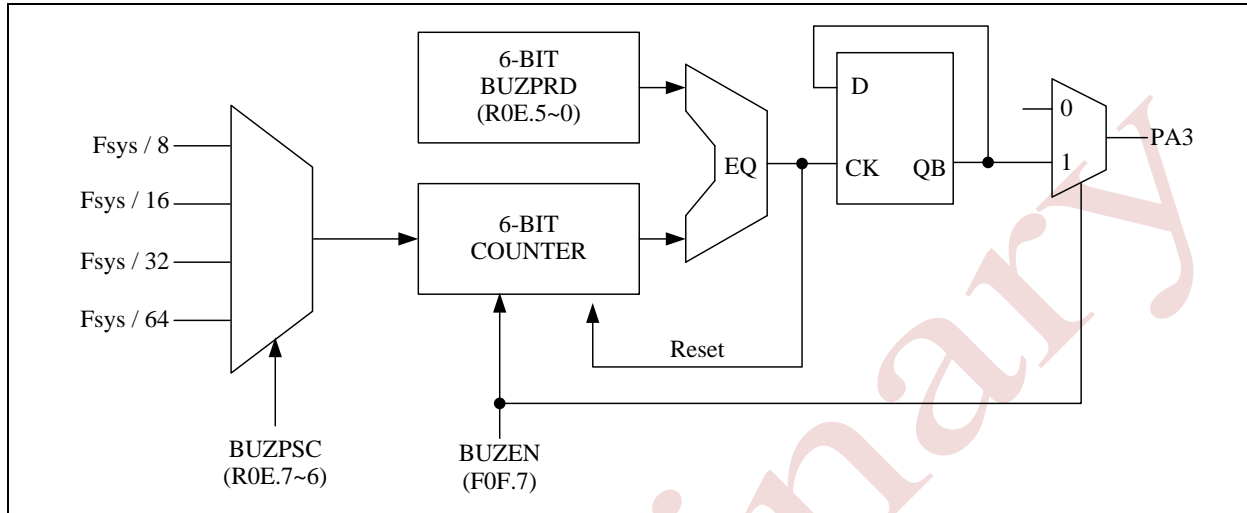 6-BIT
BUZPRD
(R0E.5~0)
Fsys / 8
Fsys / 16
Fsys / 32
Fsys / 64
6-BIT
COUNTER
EQ
D
CK
QB
0
1
PA3
Reset
BUZPSC
(R0E.7~6)
BUZEN
(F0F.7)